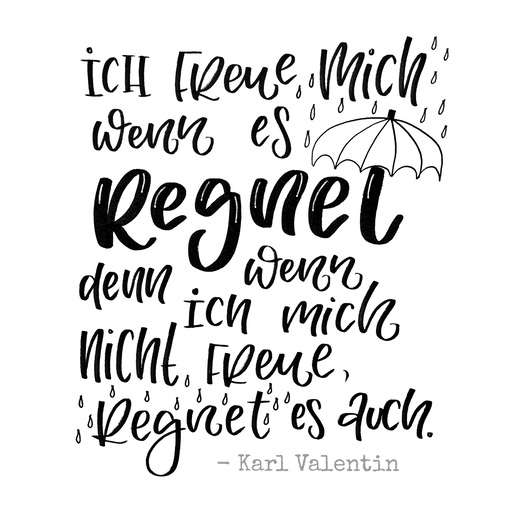 ich freue mich
wenn es
Regnet
denn wenn
ich mich
nicht freue,
Regnet es auch.
- Karl Valentin